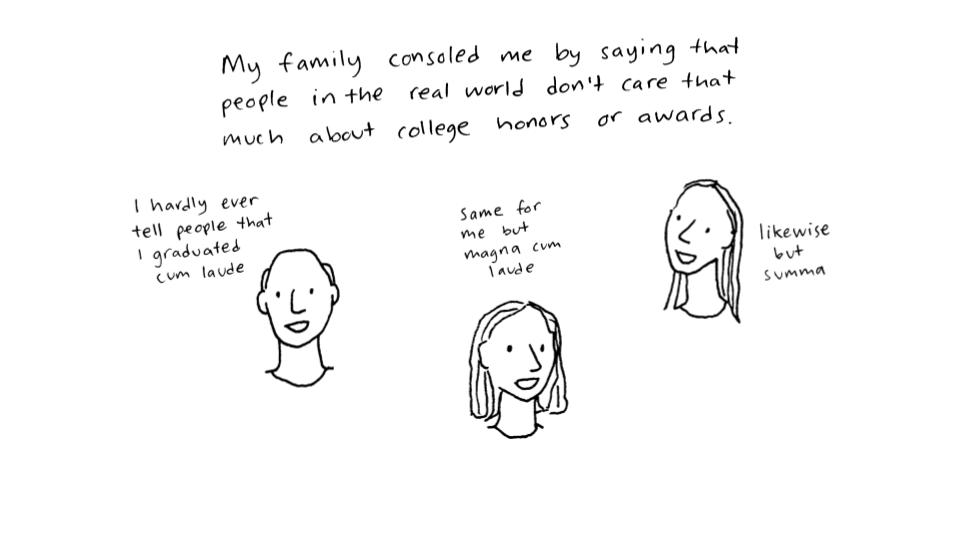 My family consoled me by saying that
people in the real world don't care that
much about college honors or awards.
I hardly ever
tell people that
I graduated
cum laude
same for
me but
magna cum
laude
likewise
but
summa